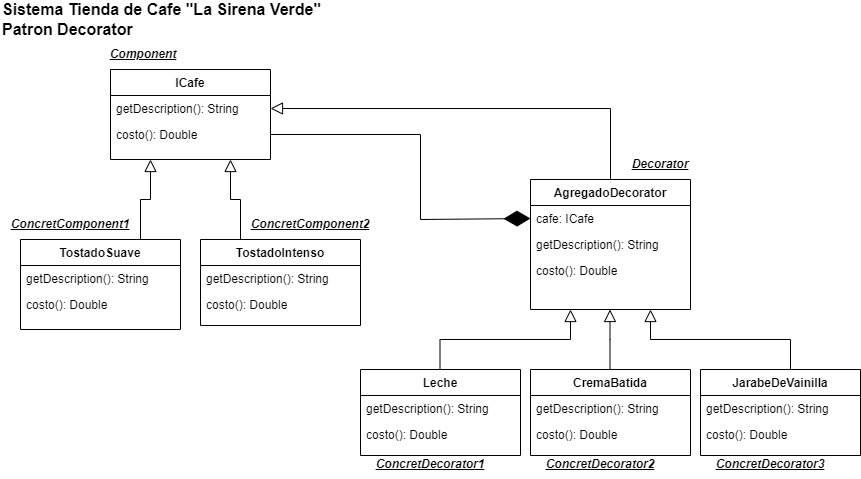 Sistema Tienda de Cafe "La Sirena Verde"
Patron Decorator
Component
ICafe
getDescription(): String
costo(): Double
Decorator
AgregadoDecorator
cafe: ICafe
getDescription(): String
costo(): Double
ConcretComponent1
TostadoSuave
getDescription(): String
costo(): Double
ConcretComponent2
TostadoIntenso
getDescription(): String
costo(): Double
Leche
getDescription(): String
costo(): Double
ConcretDecorator1
CremaBatida
getDescription(): String
costo(): Double
ConcretDecorator2
JarabeDeVainilla
getDescription(): String
costo(): Double
ConcretDecorator3